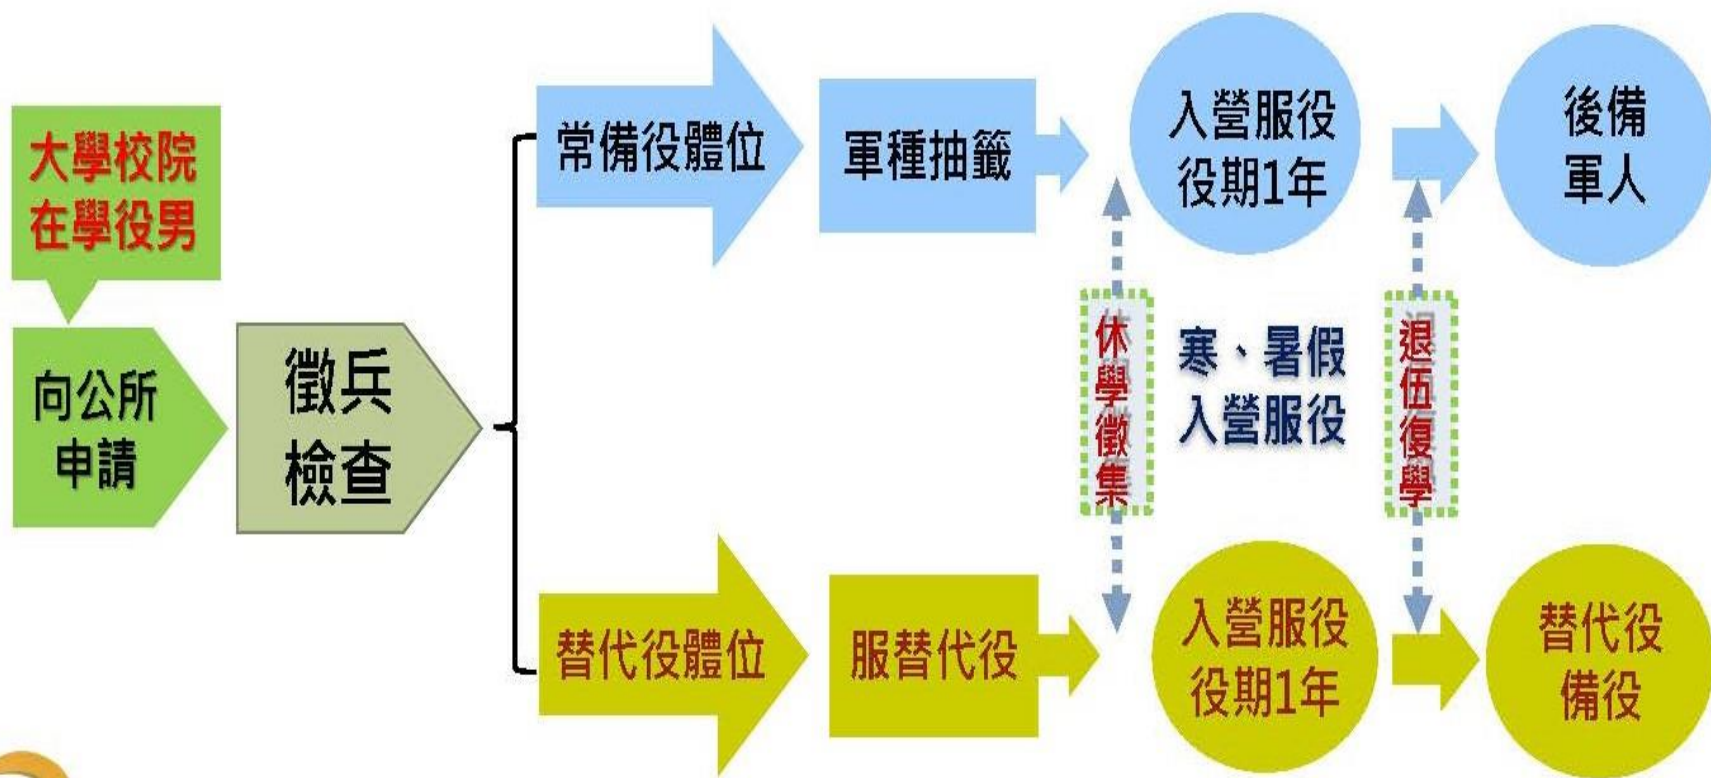 大學校院
在學役男
向公所
申請
徵兵
檢查
常備役體位
軍種抽籤
入營服役
役期1年
後備
軍人
休學徵集
寒、暑假
入營服役
退伍復學
替代役體位
服替代役
入營服役
役期1年
替代役
備役